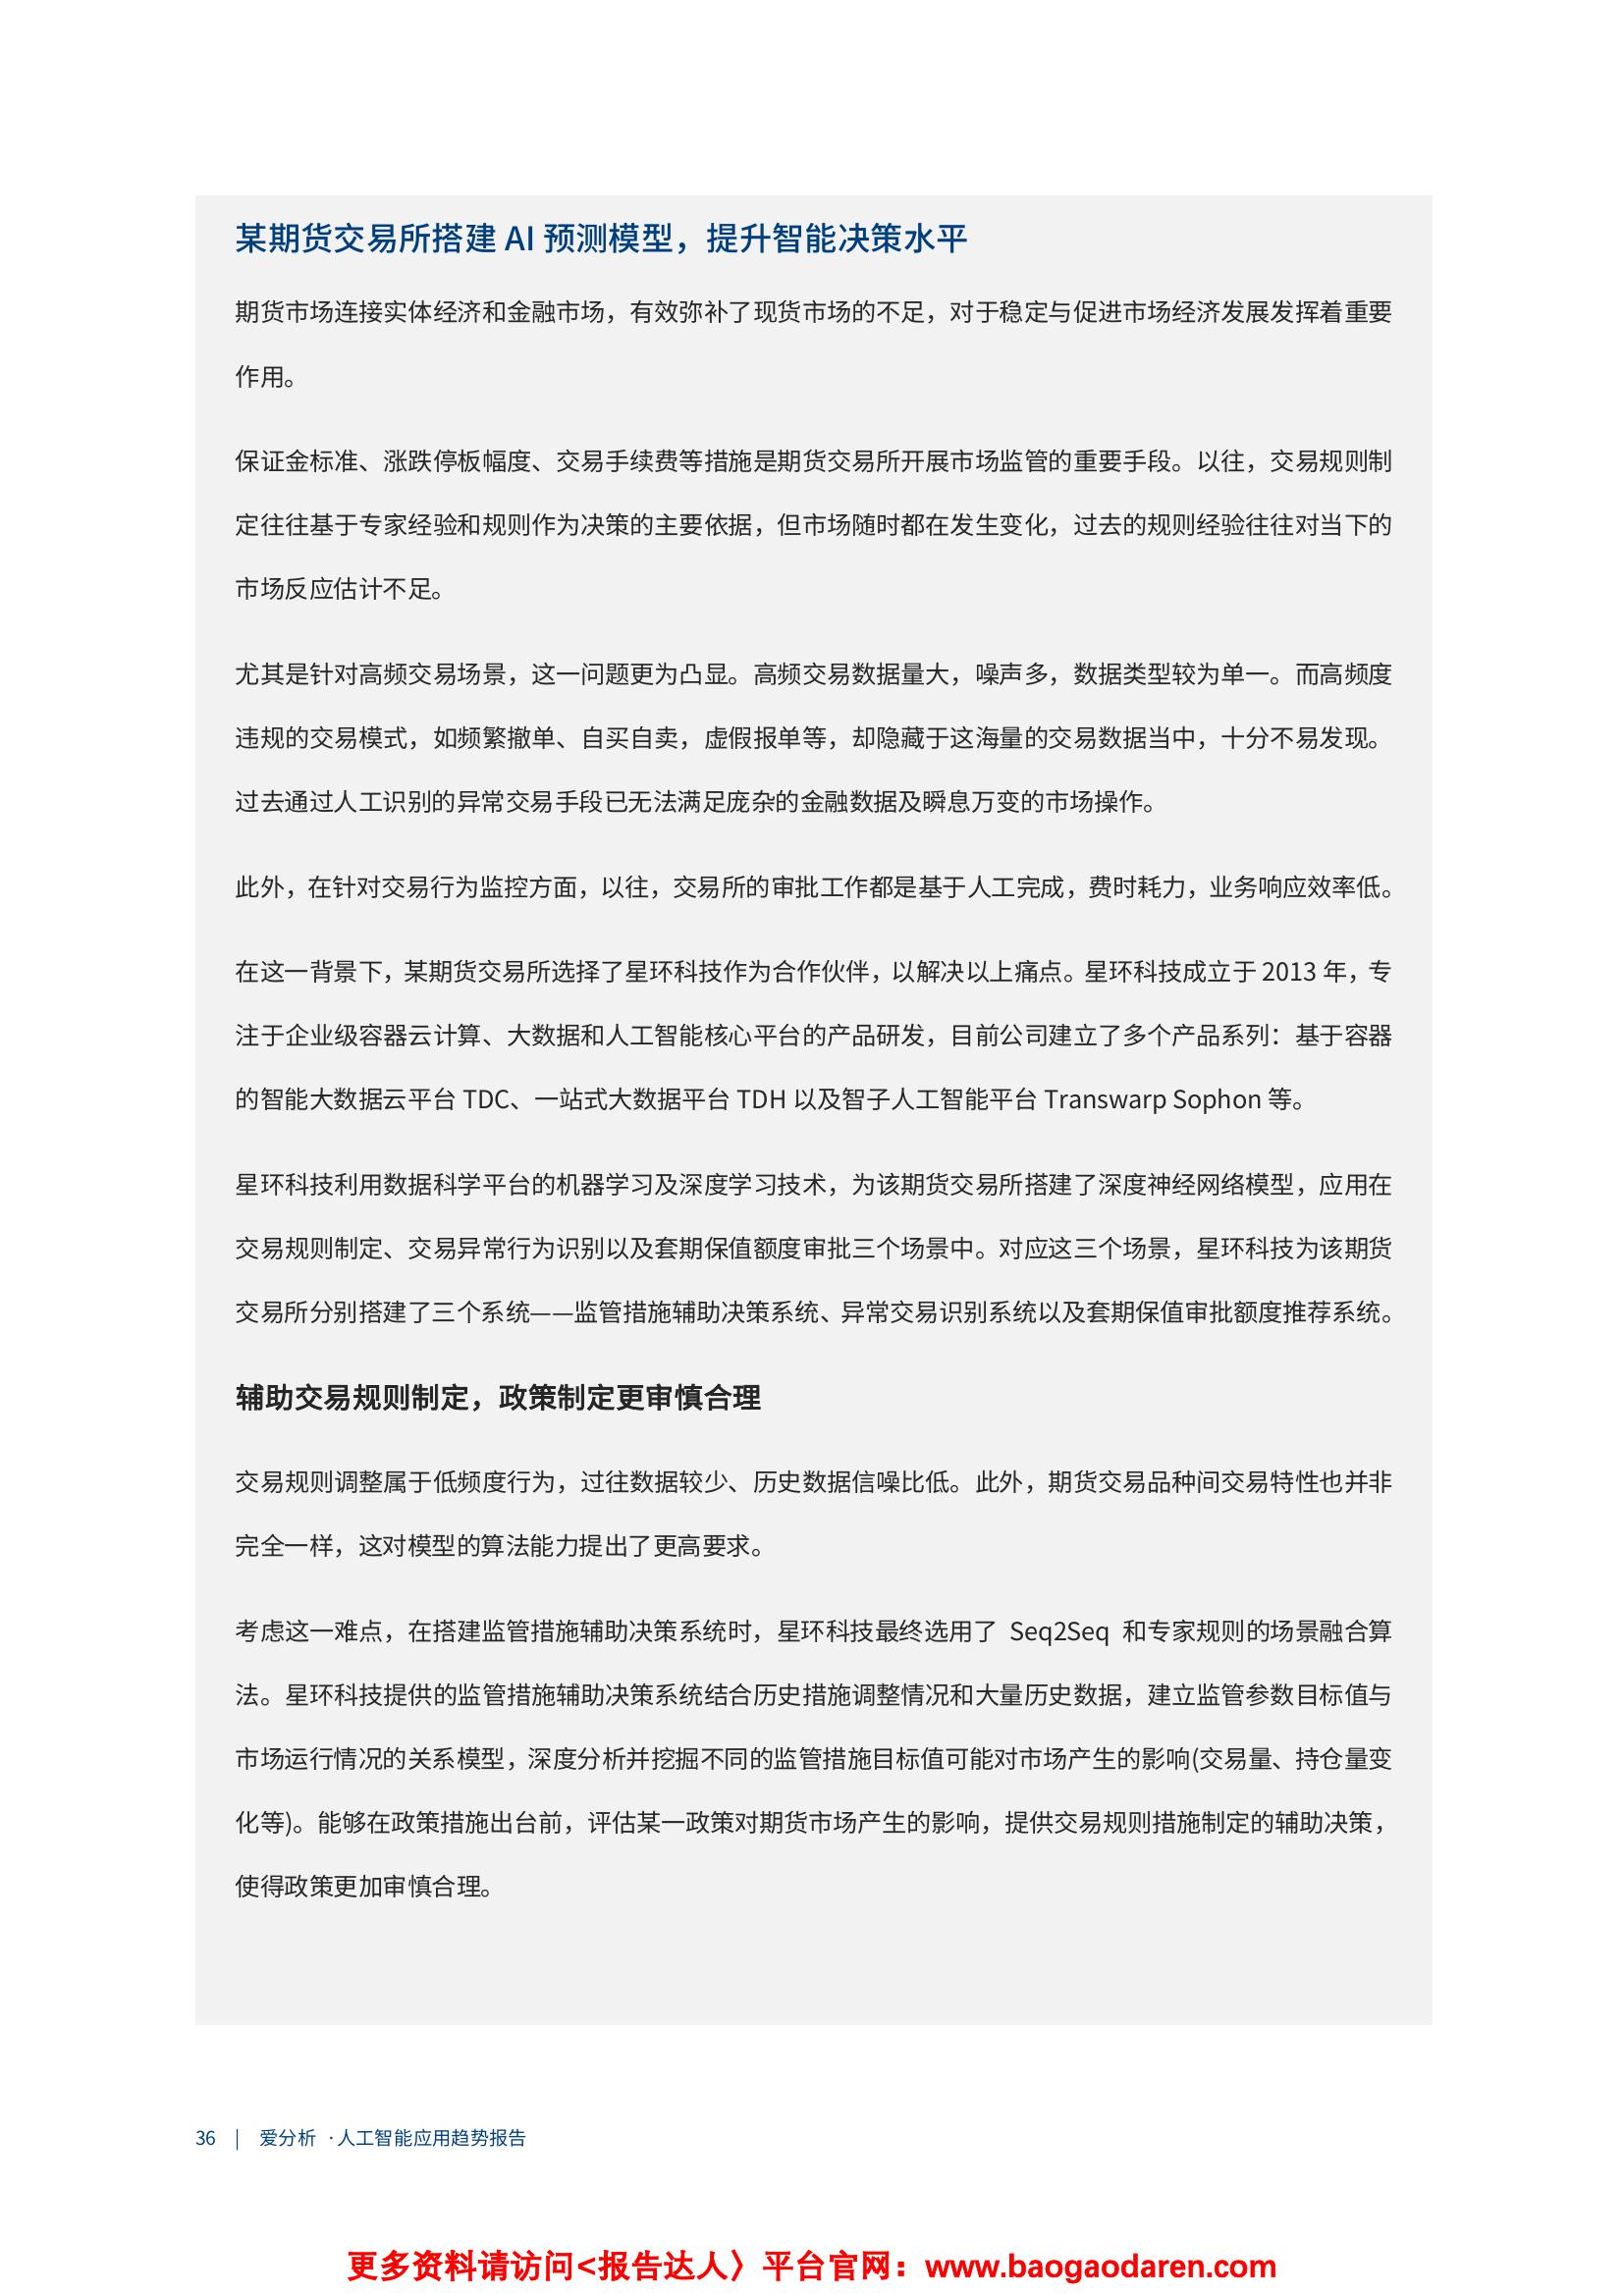 某期货交易所搭建 AI 预测模型，提升智能决策水平
期货市场连接实体经济和金融市场，有效弥补了现货市场的不足，对于稳定与促进市场经济发展发挥着重要
作用。
保证金标准、涨跌停板幅度、交易手续费等措施是期货交易所开展市场监管的重要手段。以往，交易规则制
定往往基于专家经验和规则作为决策的主要依据，但市场随时都在发生变化，过去的规则经验往往对当下的
市场反应估计不足。
尤其是针对高频交易场景，这一问题更为凸显。高频交易数据量大，噪声多，数据类型较为单一。而高频度
违规的交易模式，如频繁撤单、自买自卖，虚假报单等，却隐藏于这海量的交易数据当中，十分不易发现。
过去通过人工识别的异常交易手段已无法满足庞杂的金融数据及瞬息万变的市场操作。
此外，在针对交易行为监控方面，以往，交易所的审批工作都是基于人工完成，费时耗力，业务响应效率低。
在这一背景下，某期货交易所选择了星环科技作为合作伙伴，以解决以上痛点。星环科技成立于 2013 年，专
注于企业级容器云计算、大数据和人工智能核心平台的产品研发，目前公司建立了多个产品系列：基于容器
的智能大数据云平台 TDC、一站式大数据平台 TDH 以及智子人工智能平台 Transwarp Sophon 等。
星环科技利用数据科学平台的机器学习及深度学习技术，为该期货交易所搭建了深度神经网络模型，应用在
交易规则制定、交易异常行为识别以及套期保值额度审批三个场景中。对应这三个场景，星环科技为该期货
交易所分别搭建了三个系统——监管措施辅助决策系统、异常交易识别系统以及套期保值审批额度推荐系统。
辅助交易规则制定，政策制定更审慎合理
交易规则调整属于低频度行为，过往数据较少、历史数据信噪比低。此外，期货交易品种间交易特性也并非
完全一样，这对模型的算法能力提出了更高要求。
考虑这一难点，在搭建监管措施辅助决策系统时，星环科技最终选用了 Seq2Seq 和专家规则的场景融合算
法。星环科技提供的监管措施辅助决策系统结合历史措施调整情况和大量历史数据，建立监管参数目标值与
市场运行情况的关系模型，深度分析并挖掘不同的监管措施目标值可能对市场产生的影响(交易量、持仓量变
化等)。能够在政策措施出台前，评估某一政策对期货市场产生的影响，提供交易规则措施制定的辅助决策，
使得政策更加审慎合理。
36 | 爱分析 ·人工智能应用趋势报告
更多资料请访问<报告达人〉平台官网：www.baogaodaren.com